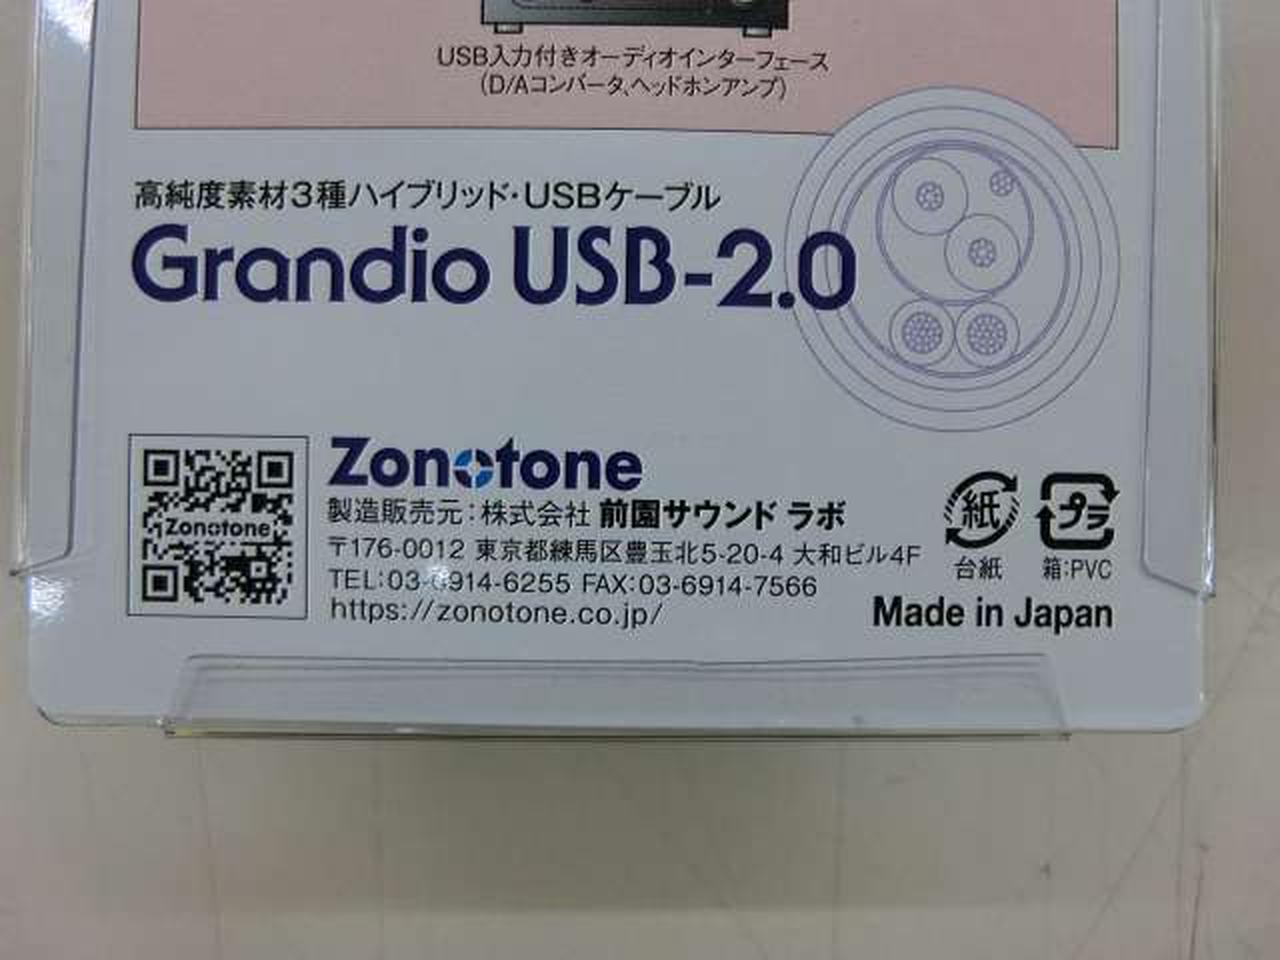 USB入力付きオーディオインターフェース
(D/Aコンバータ、ヘッドホンアンプ)
高純度素材3種ハイブリッド・USBケーブル
Grandio USB-2.0
Zonotone
Zonotone
製造販売元：株式会社 前園サウンド ラボ
〒176-0012 東京都練馬区豊玉北5-20-4 大和ビル4F
TEL:03-6914-6255 FAX:03-6914-7566
https://zonotone.co.jp/
紙
プラ
台紙
箱:PVC
Made in Japan